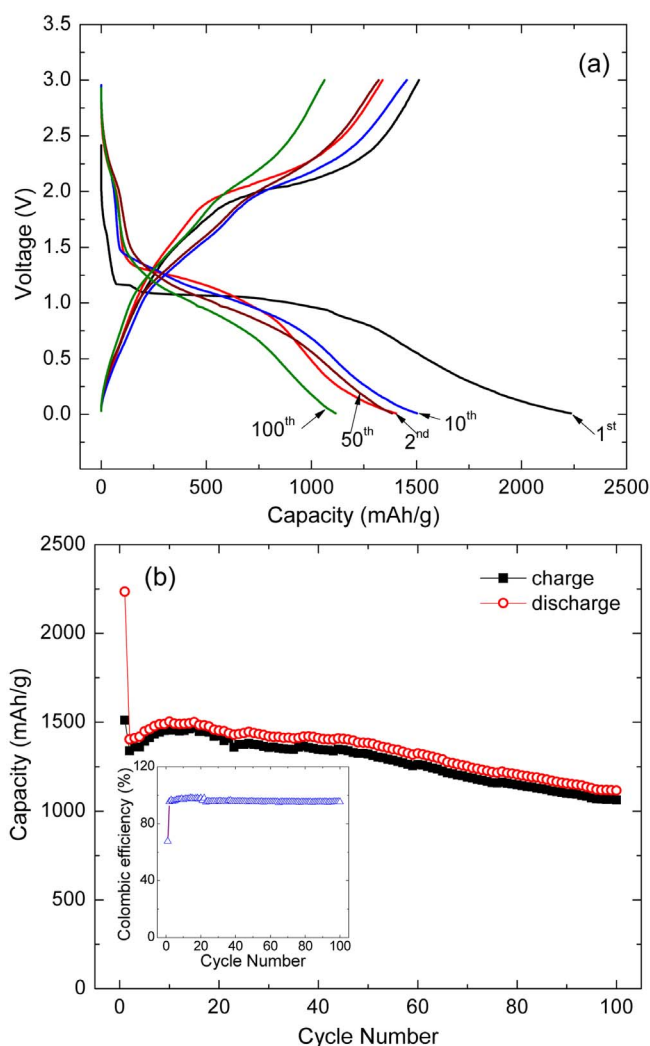 (a)
3.5
3.0
2.5
2.0
1.5
1.0
0.5
0.0
Voltage (V)
100th
50th
2nd
10th
1st
0 500 1000 1500 2000 2500
Capacity (mAh/g)
(b)
charge
discharge
2500
2000
1500
1000
500
0
Capacity (mAh/g)
120
80
40
0
Colombic efficiency (%)
0 20 40 60 80 100
Cycle Number
0 20 40 60 80 100
Cycle Number